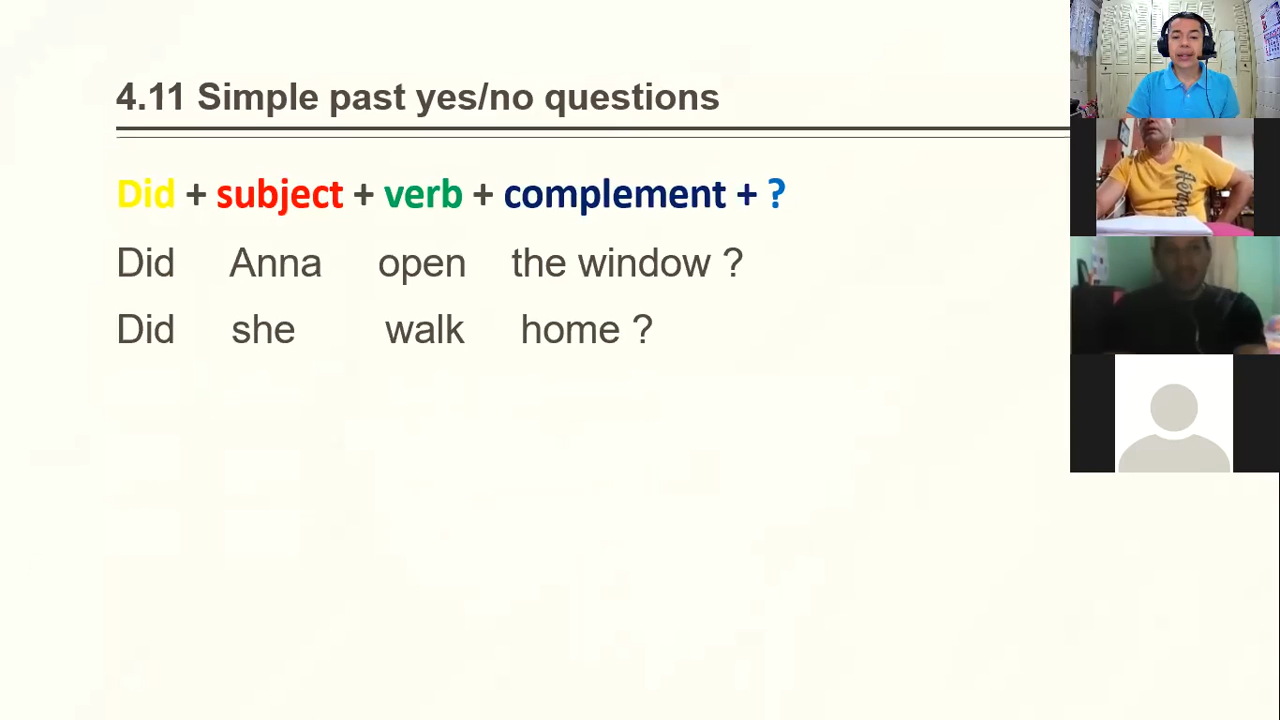 4.11 Simple past yes/no questions
Did + subject + verb + complement + ?
Did Anna open the window ?
Did she walk home ?